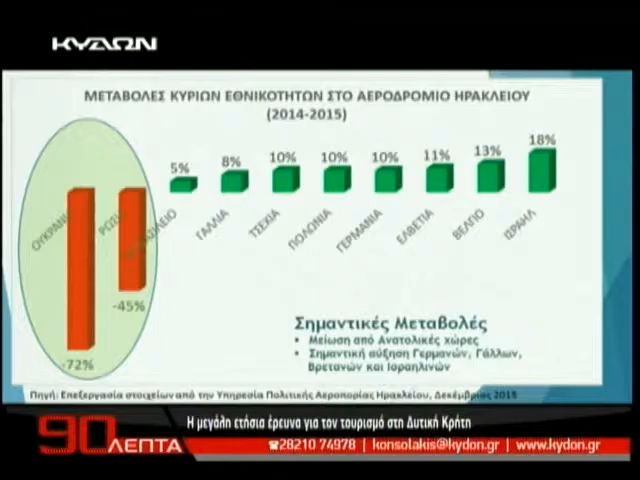 ΚΥΔΩΝ
ΜΕΤΑΒΟΛΕΣ ΚΥΡΙΩΝ ΕΘΝΙΚΟΤΗΤΩΝ ΣΤΟ ΑΕΡΟΔΡΟΜΙΟ ΗΡΑΚΛΕΙΟΥ
(2014-2015)
5%
8%
10%
10%
10%
11%
13%
18%
ΓΑΛΛΙΑ
ΤΣΕΧΙΑ
ΠΟΛΩΝΙΑ
ΓΕΡΜΑΝΙΑ
ΕΛΒΕΤΙΑ
ΒΕΛΓΙΟ
ΙΣΡΑΗΛ
-45%
-72%
Σημαντικές Μεταβολές
• Μείωση από Ανατολικές χώρες
• Σημαντική αύξηση Γερμανών, Γάλλων,
Βρετανών και Ισραηλινών
Πηγή: Επεξεργασία στοιχείων από την Υπηρεσία Πολιτικής Αεροπορίας Ηρακλείου, Δεκέμβριος 2015
Η μεγάλη ετήσια έρευνα για τον τουρισμό στη Δυτική Κρήτη
90 ΛΕΠΤΑ
☎28210 74978 | konsolakis@kydon.gr | www.kydon.gr